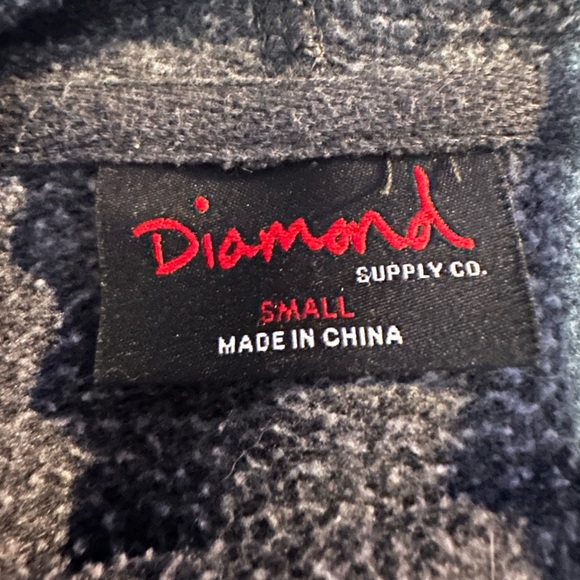 Diamond
SUPPLY CO.
SMALL
MADE IN CHINA